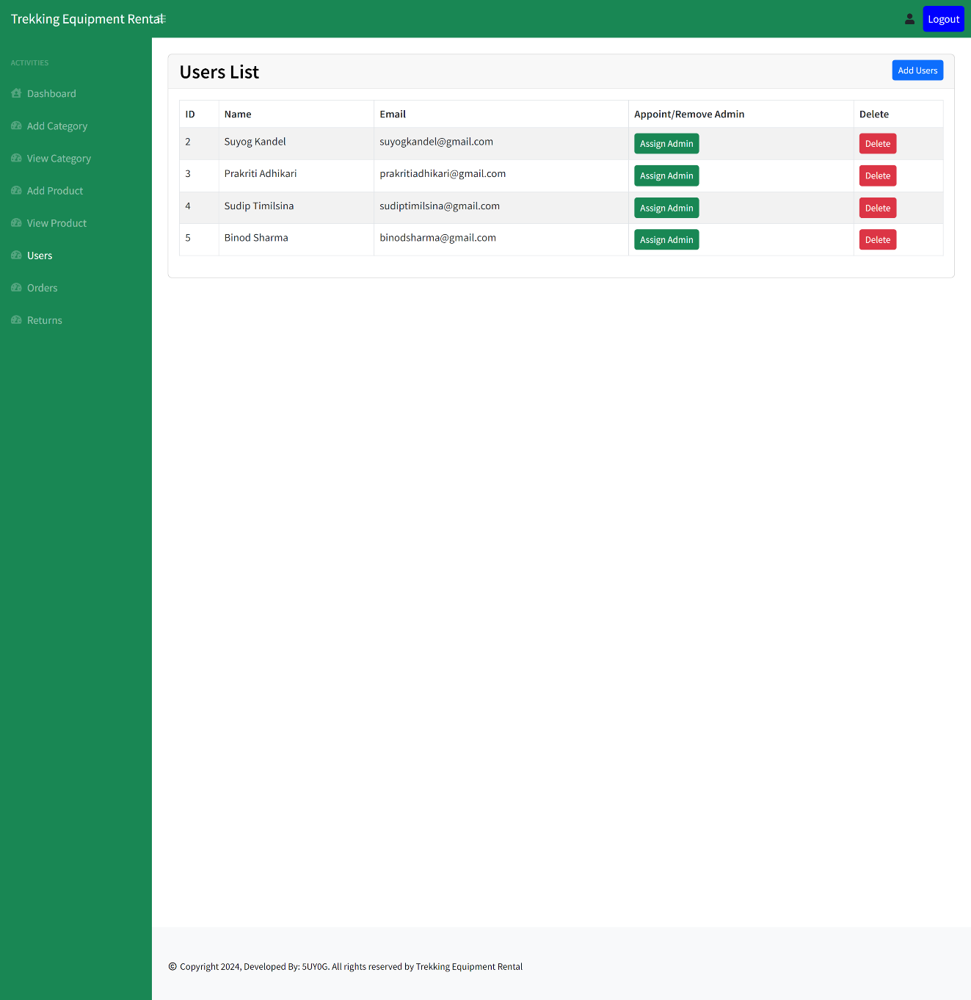 Trekking Equipment Rental
Logout
ACTIVITIES
Dashboard
Add Category
View Category
Add Product
View Product
Users
Orders
Returns
Users List
Add Users
ID Name Email Appoint/Remove Admin Delete
2 Suyog Kandel suyogkandel@gmail.com Assign Admin Delete
3 Prakriti Adhikari prakritiadhikari@gmail.com Assign Admin Delete
4 Sudip Timilsina sudiptimilsina@gmail.com Assign Admin Delete
5 Binod Sharma binodsharma@gmail.com Assign Admin Delete
© Copyright 2024, Developed By: 5UY0G. All rights reserved by Trekking Equipment Rental